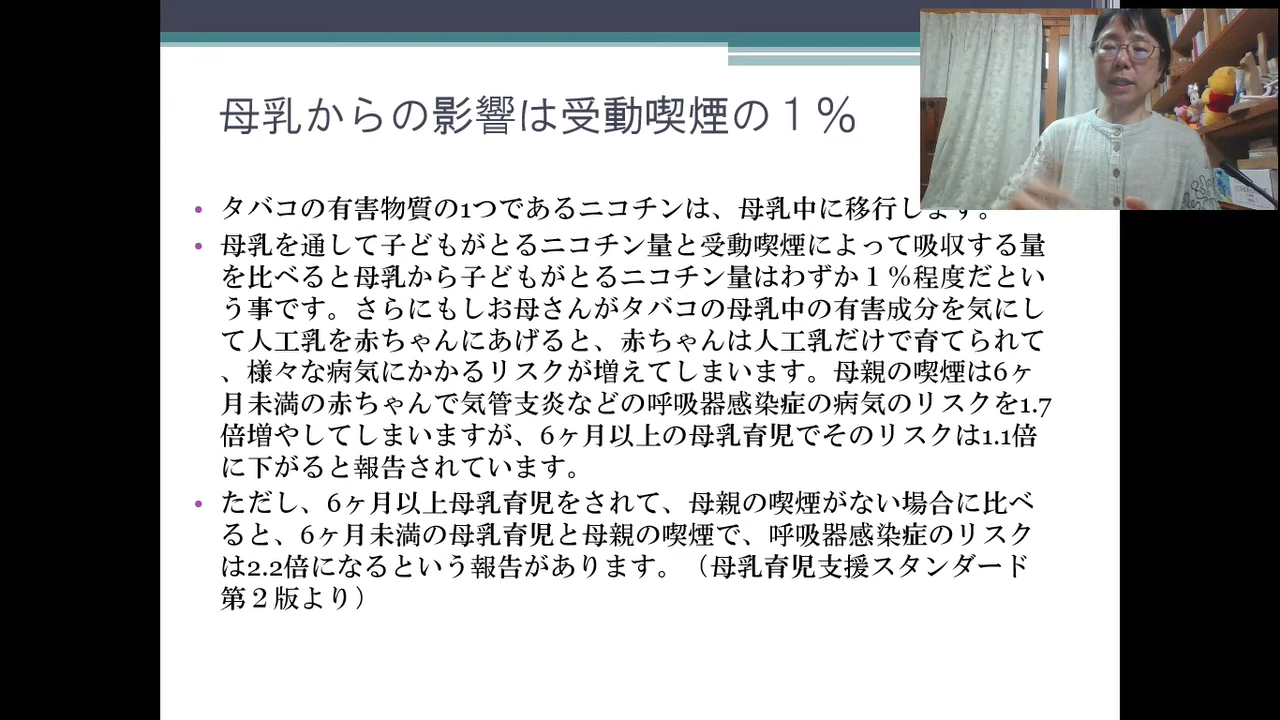 母乳からの影響は受動喫煙の１％
• タバコの有害物質の1つであるニコチンは、母乳中に移行します。
• 母乳を通して子どもがとるニコチン量と受動喫煙によって吸収する量
を比べると母乳から子どもがとるニコチン量はわずか１％程度だとい
う事です。さらにもしお母さんがタバコの母乳中の有害成分を気にし
て人工乳を赤ちゃんにあげると、赤ちゃんは人工乳だけで育てられて
、様々な病気にかかるリスクが増えてしまいます。母親の喫煙は6ヶ
月未満の赤ちゃんで気管支炎などの呼吸器感染症の病気のリスクを1.7
倍増やしてしまいますが、6ヶ月以上の母乳育児でそのリスクは1.1倍
に下がると報告されています。
• ただし、6ヶ月以上母乳育児をされて、母親の喫煙がない場合に比べ
ると、6ヶ月未満の母乳育児と母親の喫煙で、呼吸器感染症のリスク
は2.2倍になるという報告があります。（母乳育児支援スタンダード
第２版より）